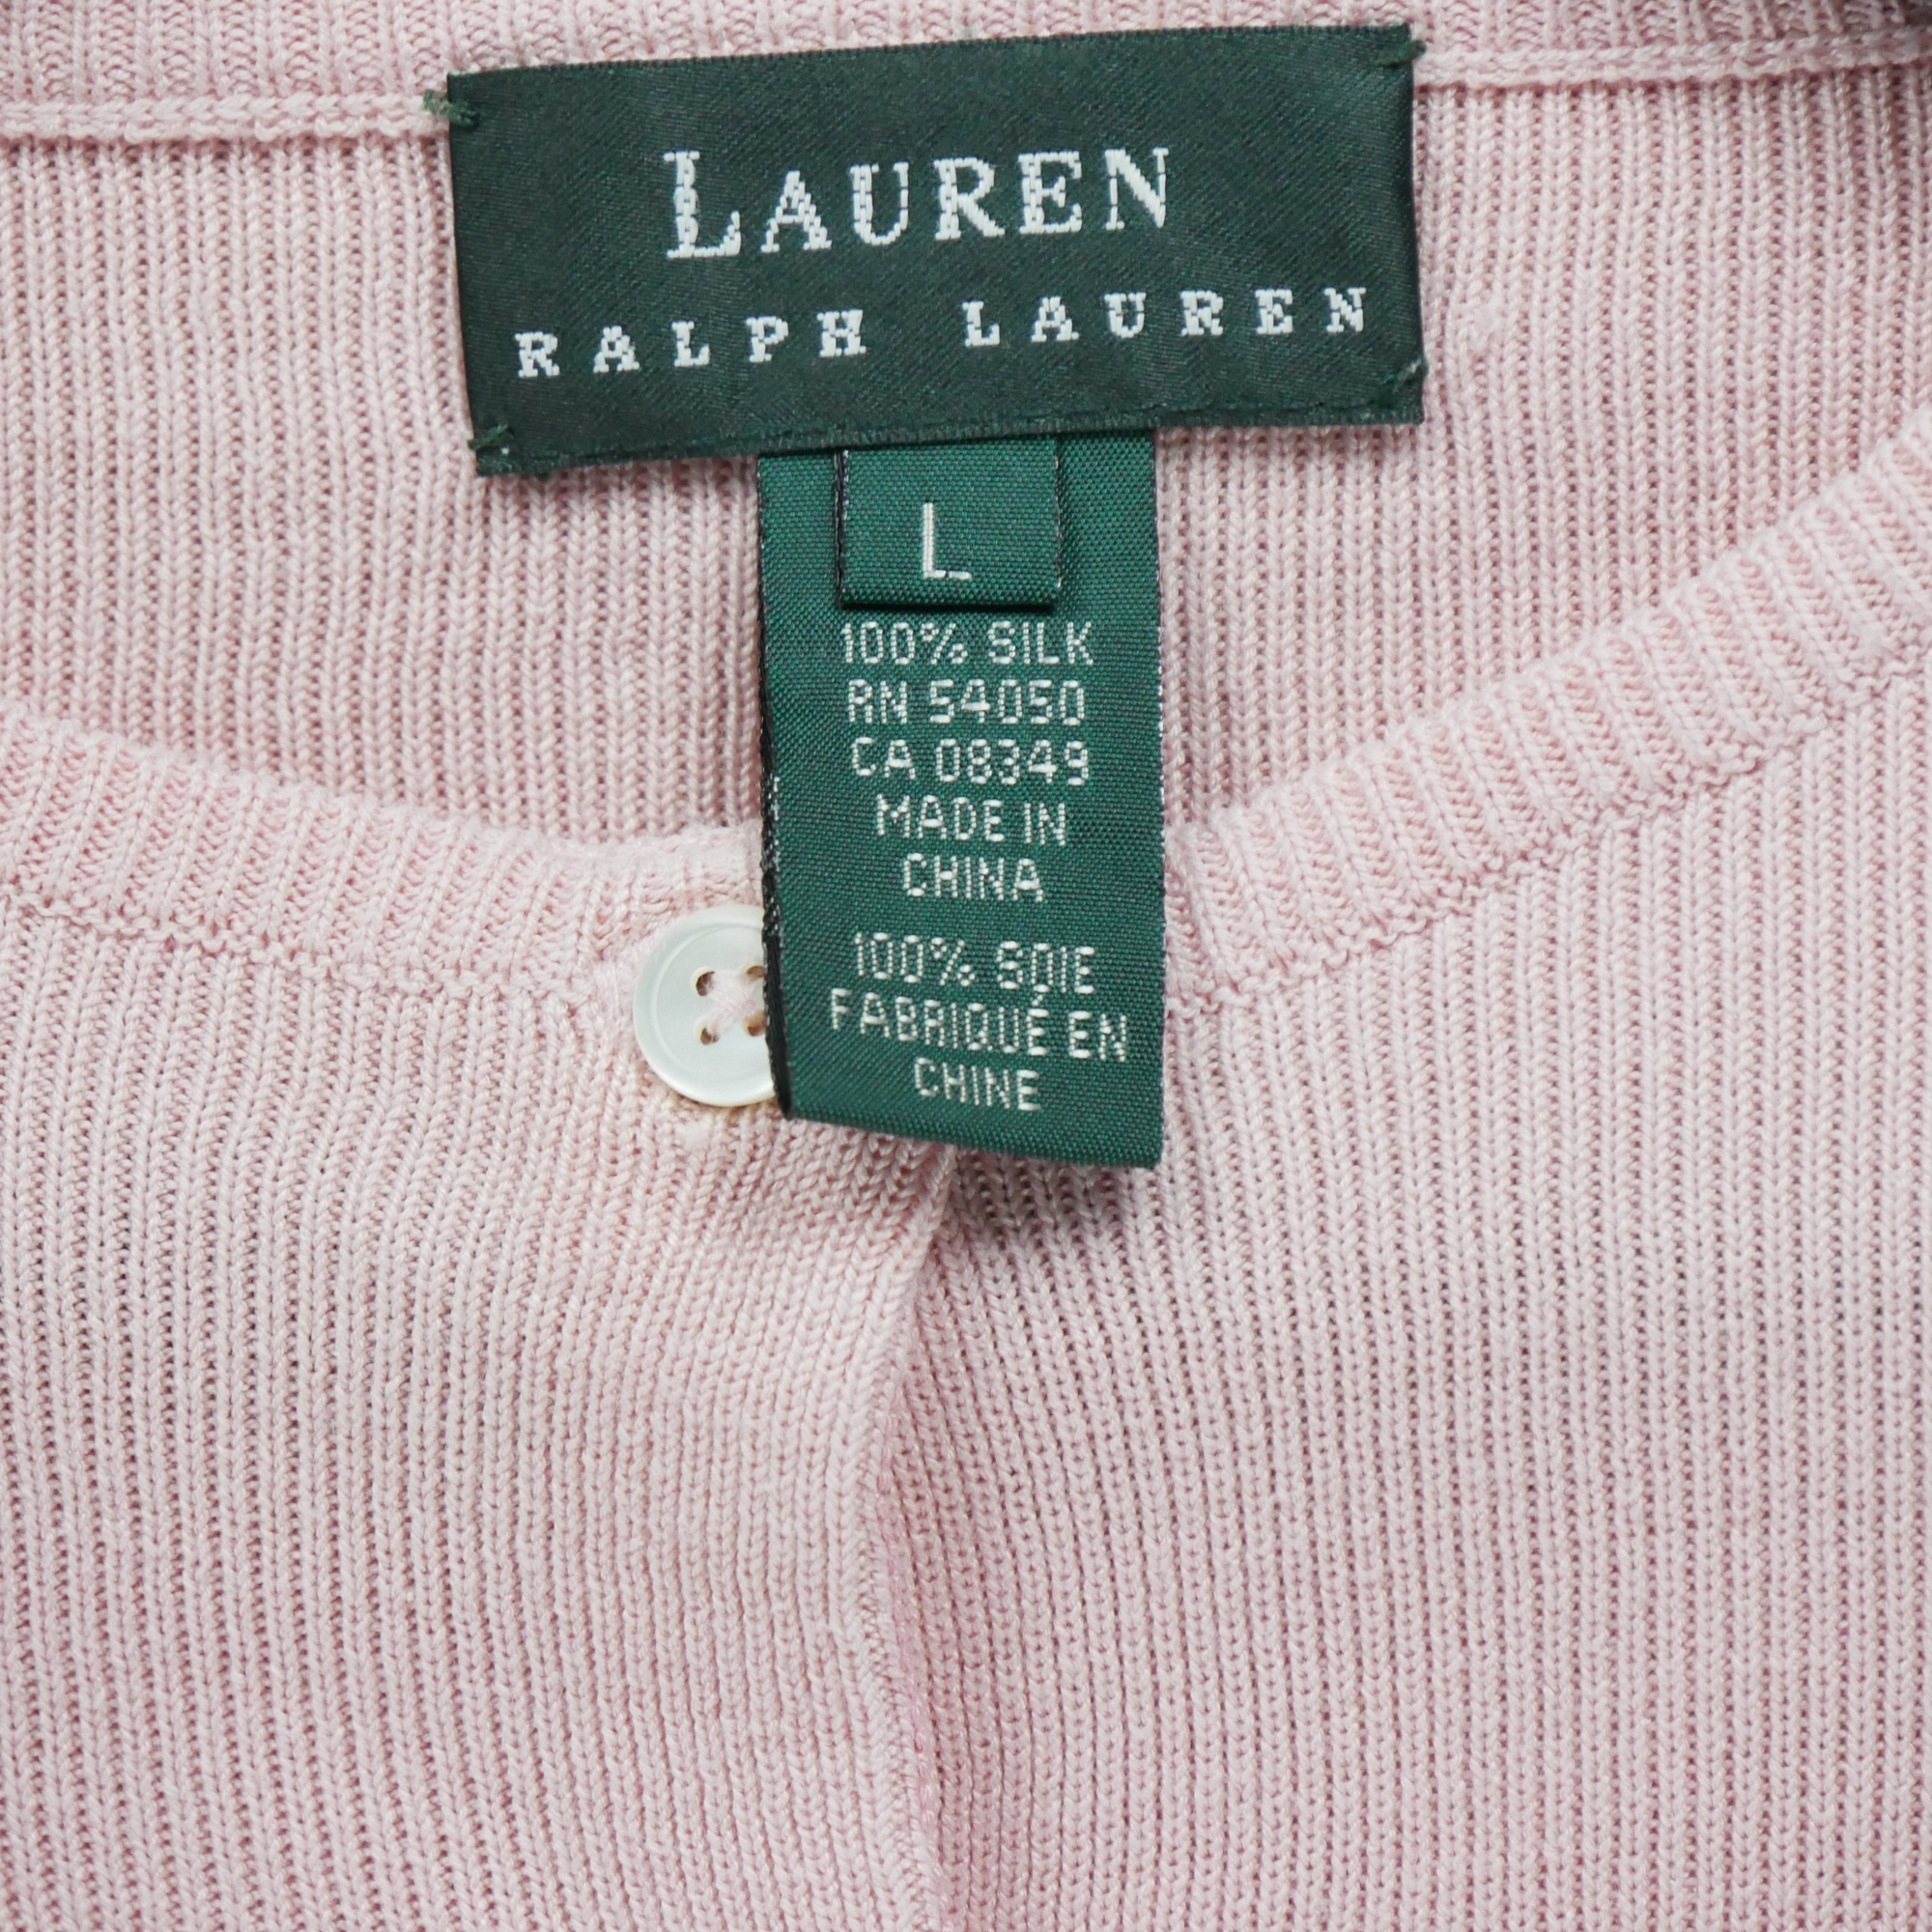 LAUREN
RALPH LAUREN
L
100% SILK
RN 54050
CA 08349
MADE IN
CHINA
100% SOIE
FABRIQUÉ EN
CHINE